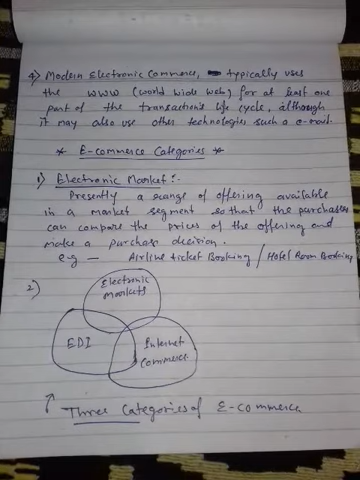 4) Modern Electronic Commerce, typically uses
the WWW (World Wide Web) for at least one
part of the transaction's life cycle, although
it may also use other technologies such a e-mail.
* E-commerce Categories *
1) Electronic Market :-
Presently a range of offering available
in a market segment so that the purchaser
can compare the prices of the offering and
make a purchase decision.
e.g — Airline ticket Booking / Hotel Room Booking
2)
Electronic
Markets
EDI
Internet
Commerce
Three Categories of E-commerce